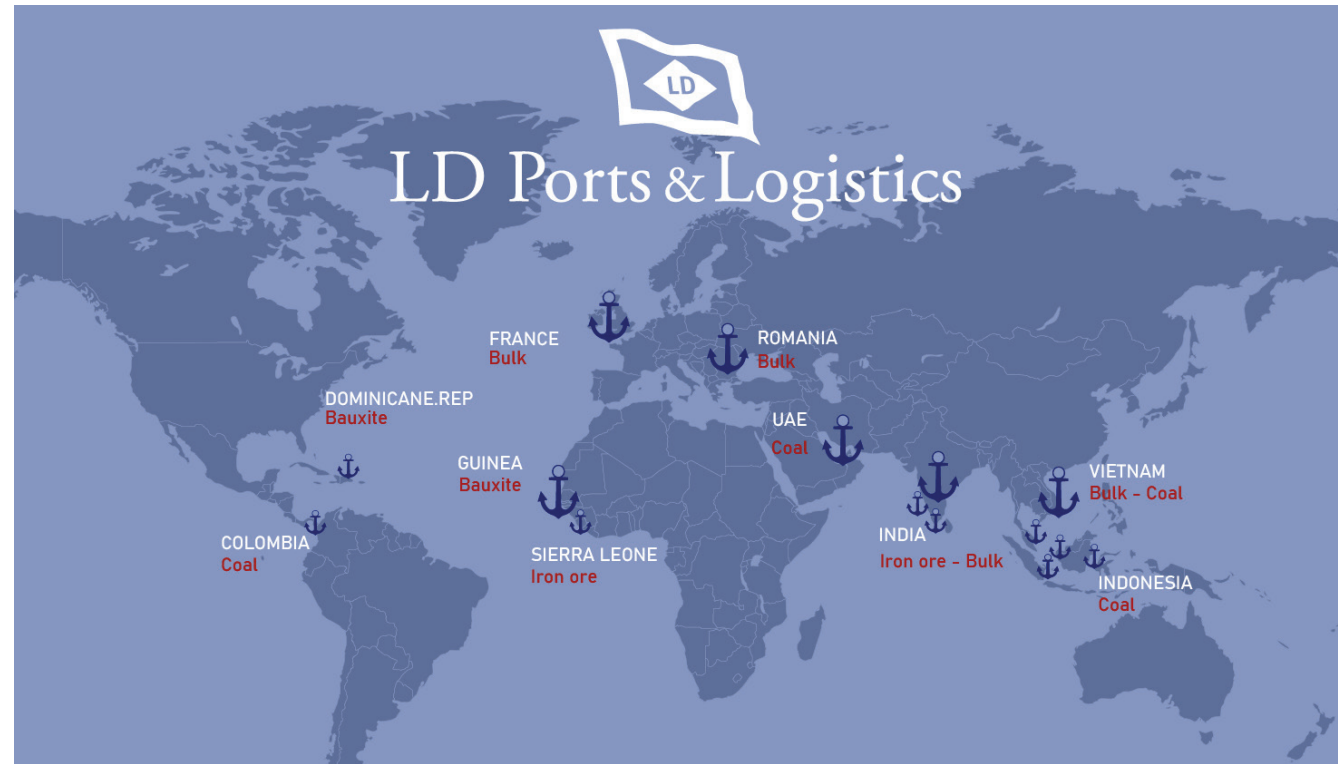 LD
LD Ports & Logistics
FRANCE
Bulk
ROMANIA
Bulk
DOMINICANE.REP
Bauxite
UAE
Coal
GUINEA
Bauxite
VIETNAM
Bulk - Coal
COLOMBIA
Coal
SIERRA LEONE
Iron ore
INDIA
Iron ore - Bulk
INDONESIA
Coal